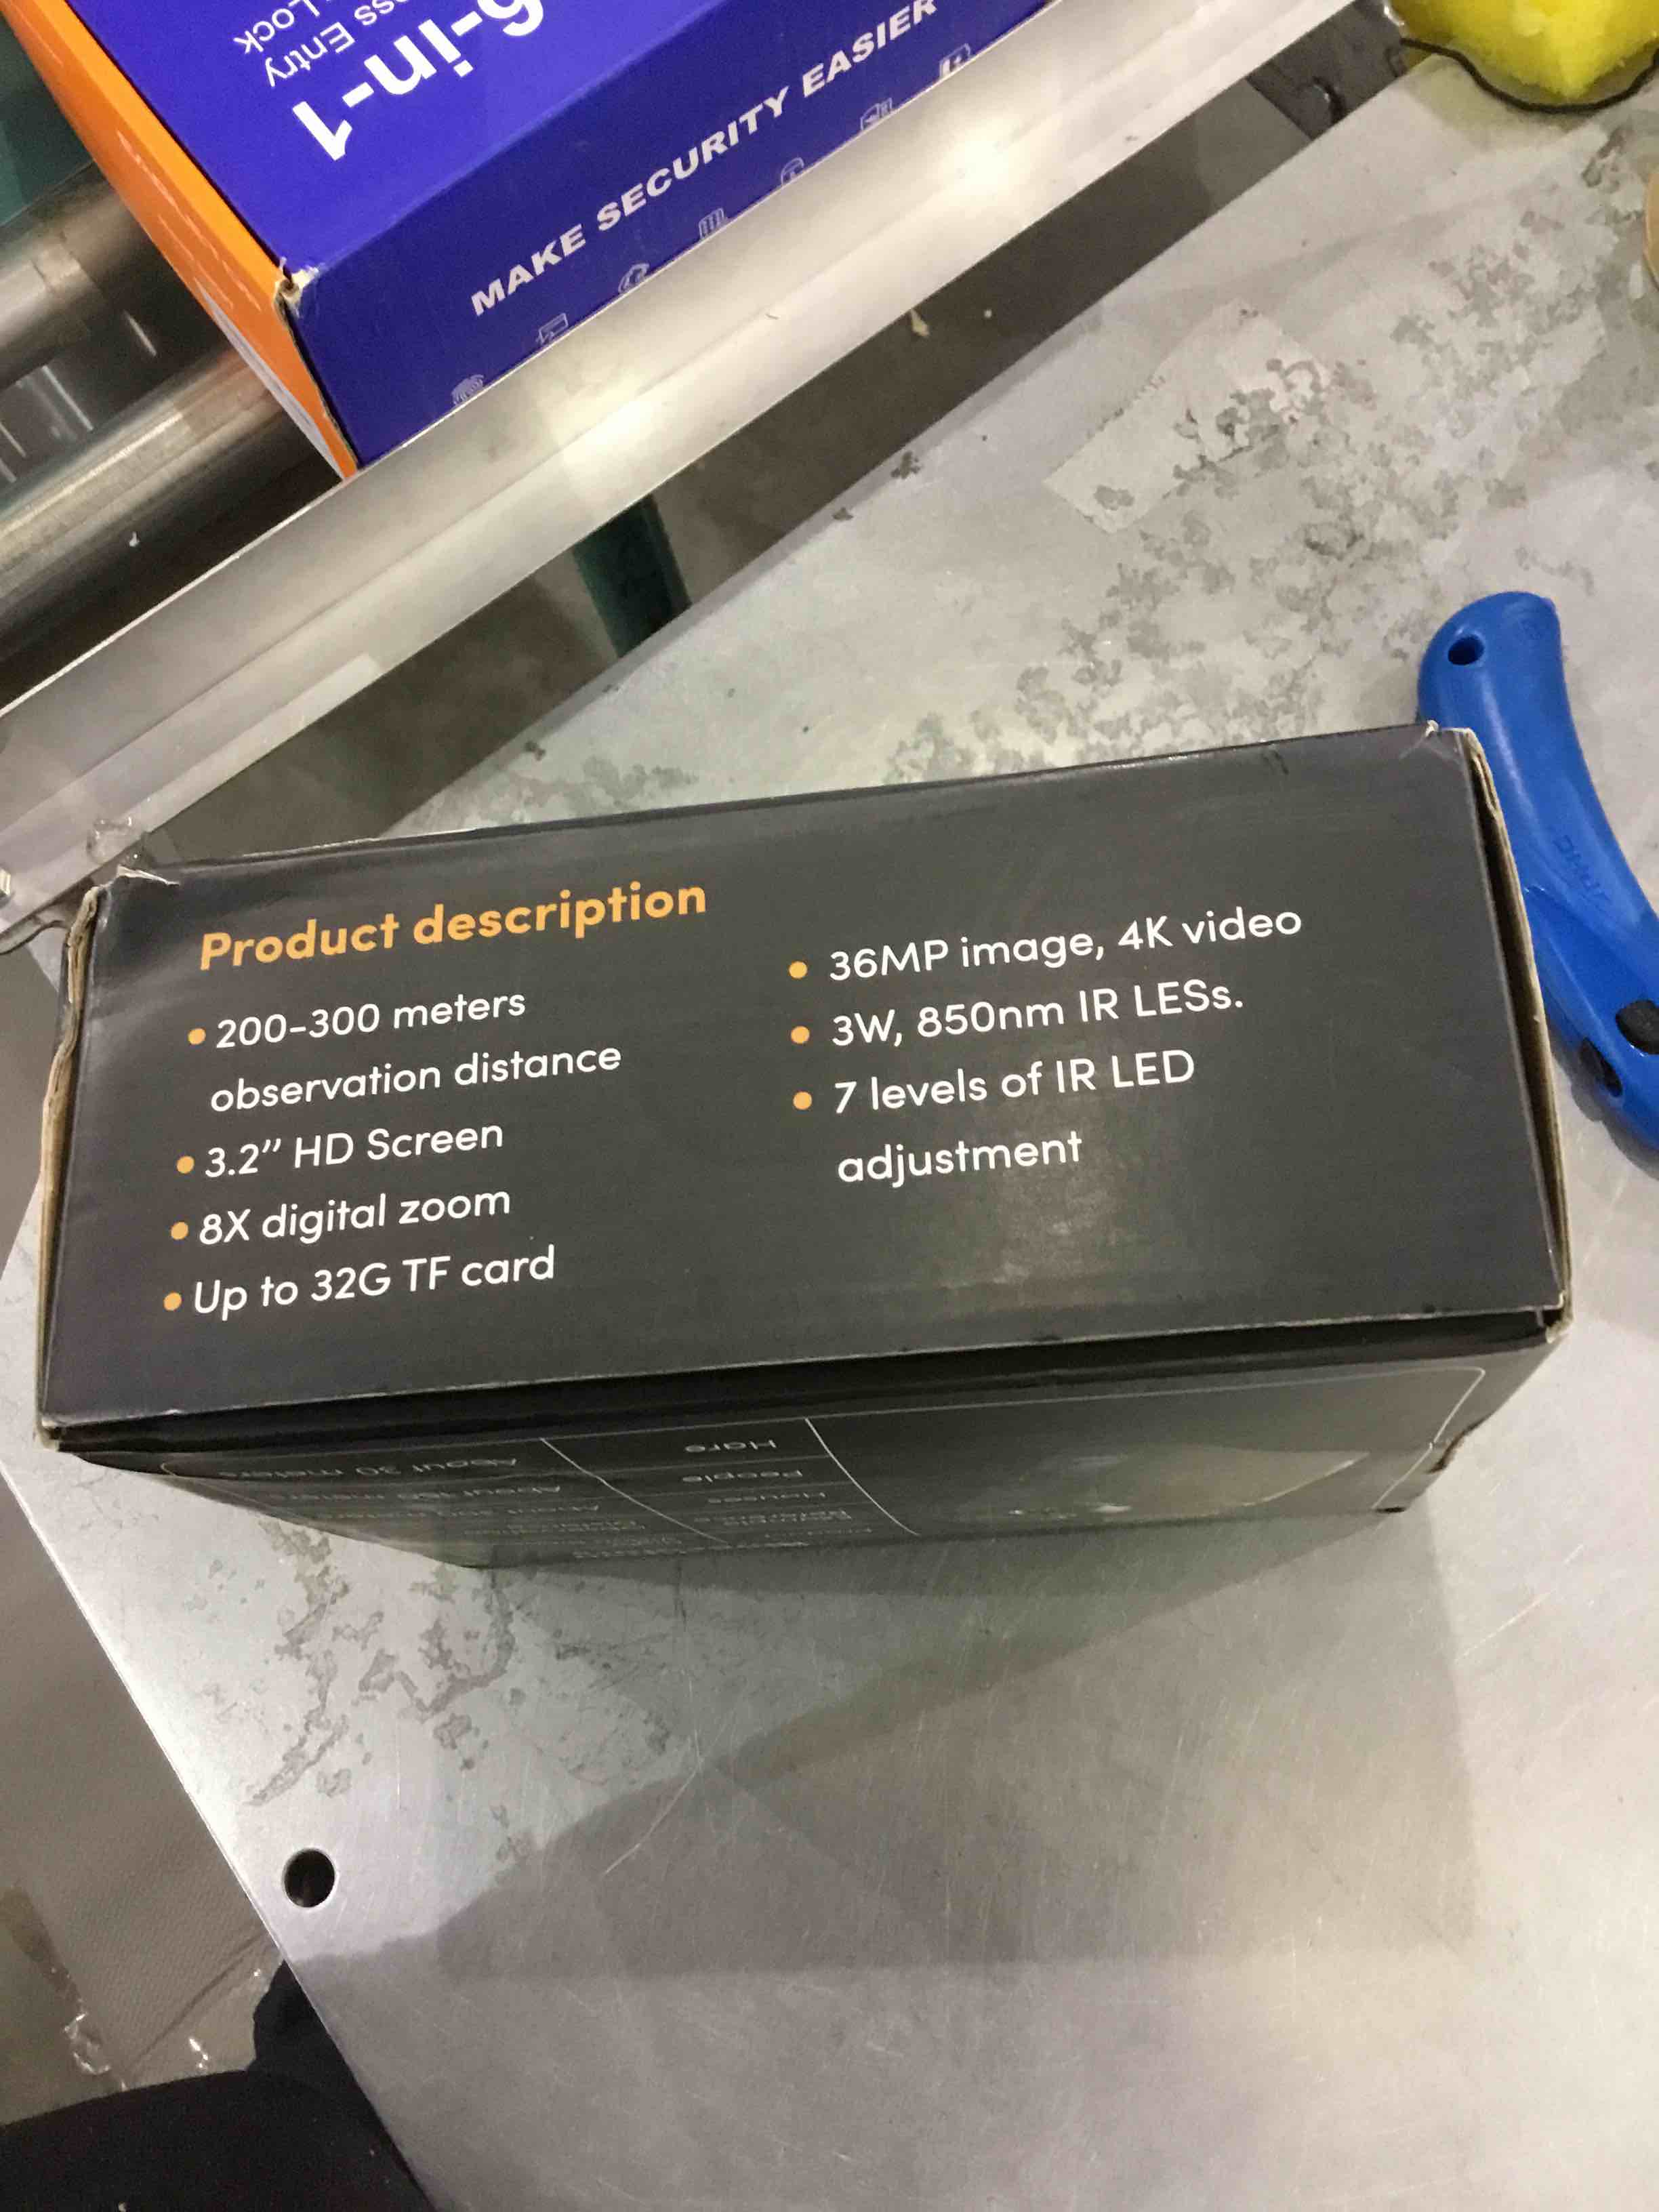 6-in-1
Entry
Lock
MAKE SECURITY EASIER
Product description
• 200-300 meters
observation distance
• 3.2" HD Screen
• 8X digital zoom
• Up to 32G TF card
• 36MP image, 4K video
• 3W, 850nm IR LESs.
• 7 levels of IR LED
adjustment
Hare
About 30 meters
People
Houses